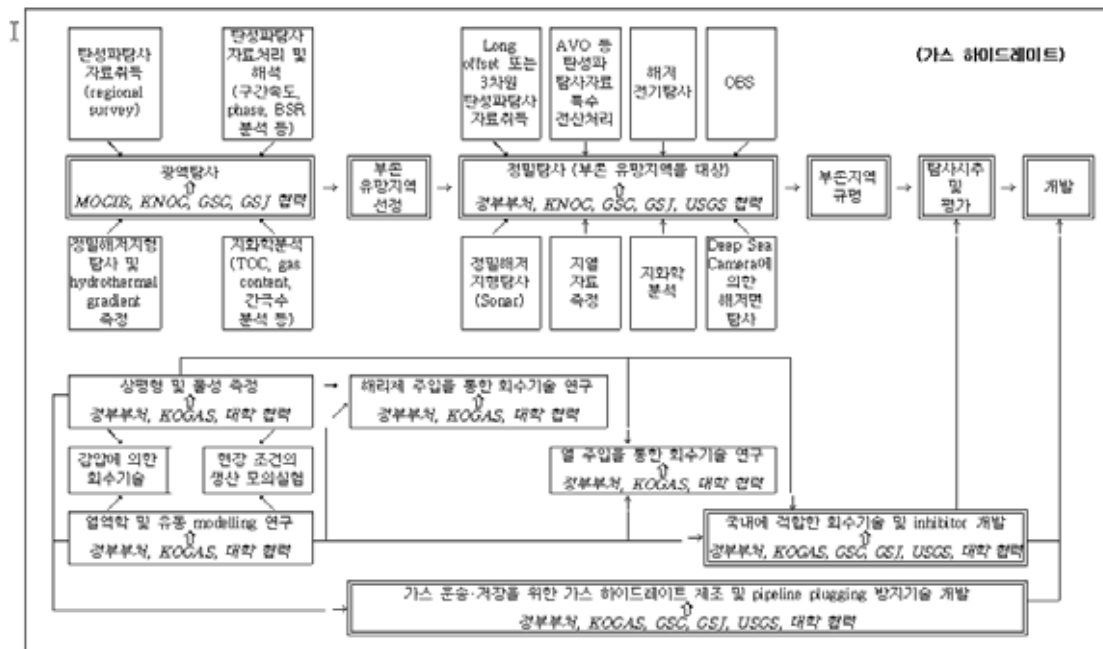 (가스 하이드레이트)
탄성파탐사
자료취득
(regional
survey)
탄성파탐사
자료처리 및
해석
(구간속도,
phase, BSR
분석 등)
Long
offset 또는
3차원
탄성파탐사
자료취득
AVO 등
탄성파
탐사자료
특수
전산처리
해저
전기탐사
OBS
광역탐사
MOCIE, KNOC, GSC, GSJ 협력
부존
유망지역
선정
정밀탐사 (부존 유망지역을 대상)
정부부처, KNOC, GSC, GSJ, USGS 협력
부존지역
규명
탐사시추
및
평가
개발
정밀해저지형
탐사 및
hydrothermal
gradient
측정
지화학분석
(TOC, gas
content,
간극수
분석 등)
정밀해저
지형탐사
(Sonar)
지열
자료
측정
지화학
분석
Deep Sea
Camera에
의한
해저면
탐사
상평형 및 물성 측정
정부부처, KOGAS, 대학 협력
해리제 주입을 통한 회수기술 연구
정부부처, KOGAS, 대학 협력
감압에 의한
회수기술
현장 조건의
생산 모의실험
열 주입을 통한 회수기술 연구
정부부처, KOGAS, 대학 협력
열역학 및 유동 modelling 연구
정부부처, KOGAS, 대학 협력
국내에 적합한 회수기술 및 inhibitor 개발
정부부처, KOGAS, GSC, GSJ, USGS, 대학 협력
가스 운송·저장을 위한 가스 하이드레이트 제조 및 pipeline plugging 방지기술 개발
정부부처, KOGAS, GSC, GSJ, USGS, 대학 협력